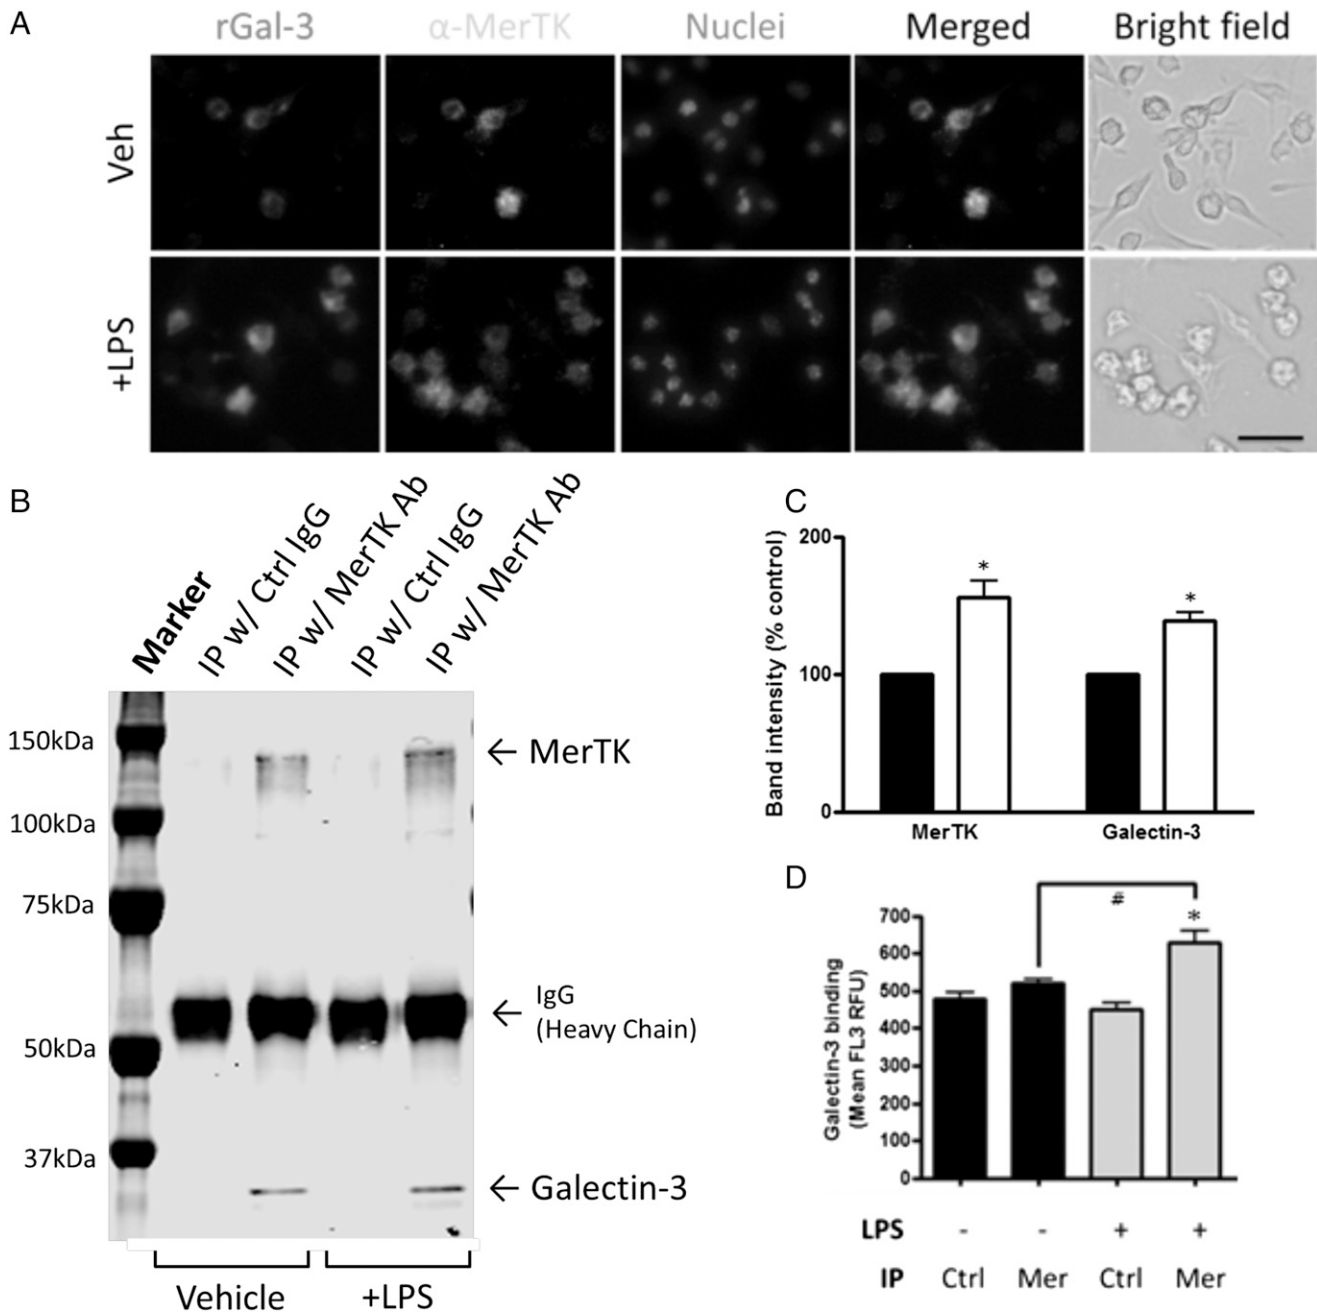 A
rGal-3
α-MerTK
Nuclei
Merged
Bright field
Veh
+LPS
B
Marker
IP w/ Ctrl IgG
IP w/ MerTK Ab
IP w/ Ctrl IgG
IP w/ MerTK Ab
150kDa
100kDa
75kDa
50kDa
37kDa
← MerTK
← IgG
(Heavy Chain)
← Galectin-3
Vehicle
+LPS
C
Band intensity (% control)
200
100
0
*
*
MerTK
Galectin-3
D
Galectin-3 binding
(Mean FL3 RFU)
700
600
500
400
300
200
100
0
#
*
LPS - - + +
IP Ctrl Mer Ctrl Mer